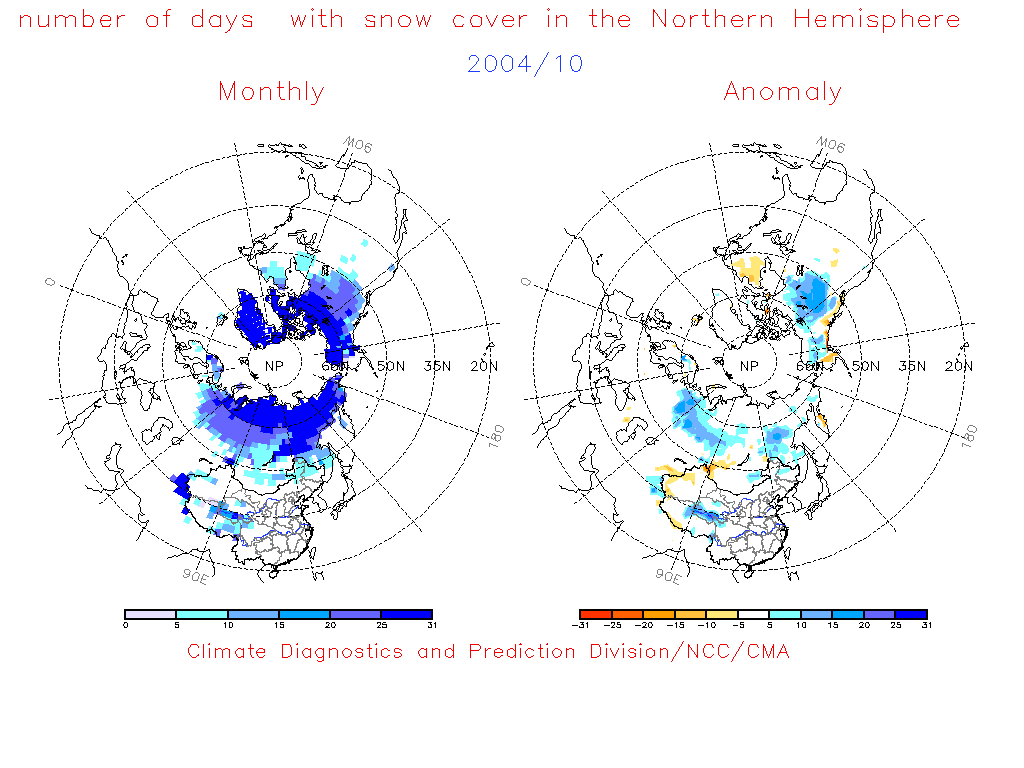 number of days  with snow cover in the Northern Hemisphere
2004/10
Monthly Anomaly
90W 90W
0 0
NP 60N 50N 35N 20N NP 60N 50N 35N 20N
180 180
90E 90E
0 5 10 15 20 25 31 -31 -25 -20 -15 -10 -5 5 10 15 20 25 31
Climate Diagnostics and Prediction Division/NCC/CMA